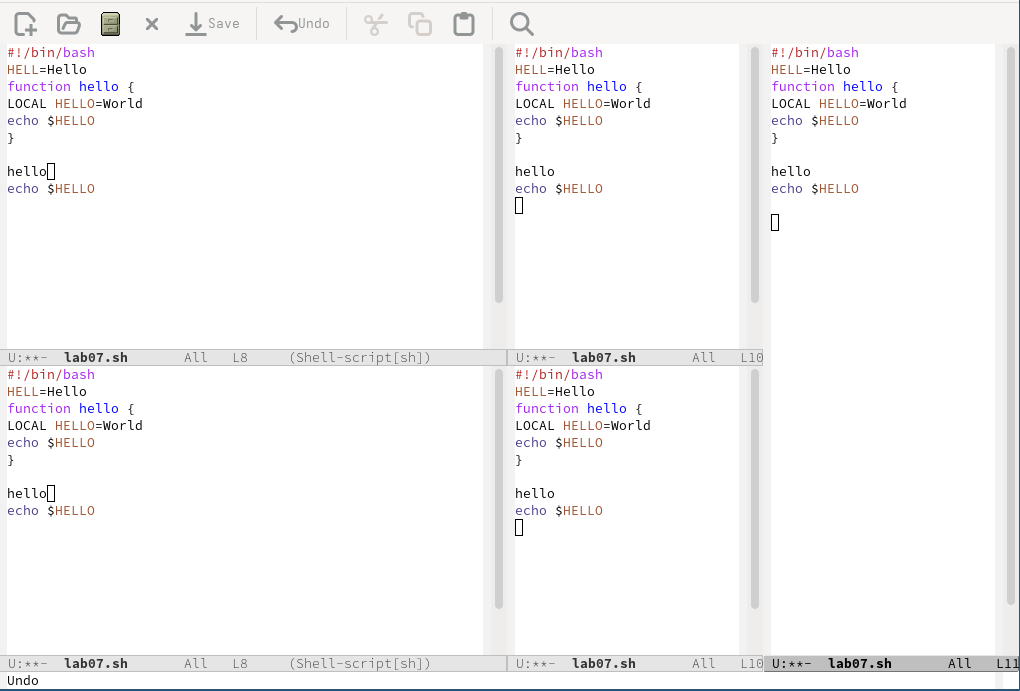 Save
Undo
#!/bin/bash
HELL=Hello
function hello {
LOCAL HELLO=World
echo $HELLO
}
hello
echo $HELLO
U:**-  lab07.sh       All   L8     (Shell-script[sh])
#!/bin/bash
HELL=Hello
function hello {
LOCAL HELLO=World
echo $HELLO
}
hello
echo $HELLO
U:**-  lab07.sh       All   L8     (Shell-script[sh])
#!/bin/bash
HELL=Hello
function hello {
LOCAL HELLO=World
echo $HELLO
}
hello
echo $HELLO
U:**-  lab07.sh       All   L10
#!/bin/bash
HELL=Hello
function hello {
LOCAL HELLO=World
echo $HELLO
}
hello
echo $HELLO
U:**-  lab07.sh       All   L10
#!/bin/bash
HELL=Hello
function hello {
LOCAL HELLO=World
echo $HELLO
}
hello
echo $HELLO
U:**-  lab07.sh       All   L11
Undo